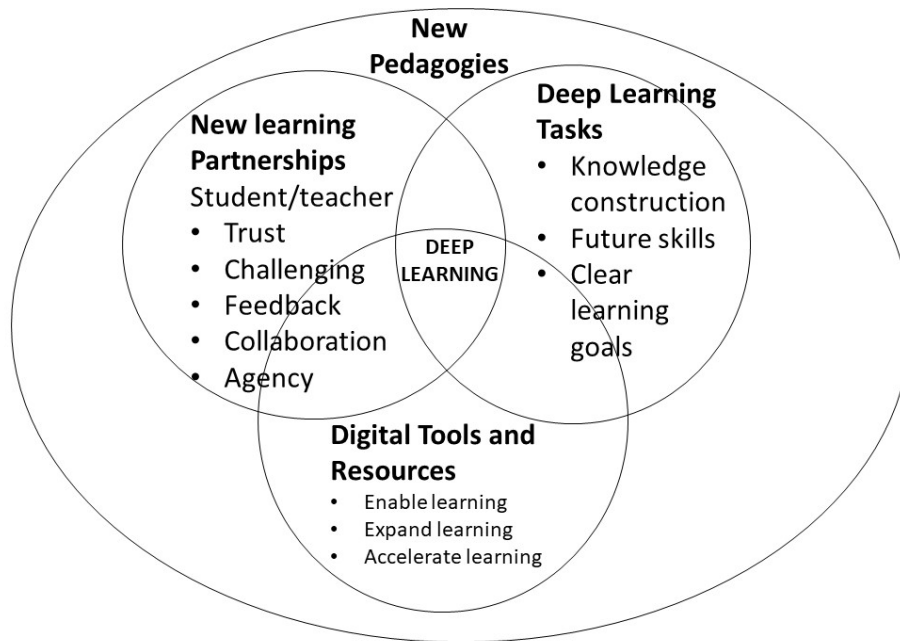 New
Pedagogies
New learning
Partnerships
Student/teacher
• Trust
• Challenging
• Feedback
• Collaboration
• Agency
Deep Learning
Tasks
• Knowledge
construction
• Future skills
• Clear
learning
goals
DEEP
LEARNING
Digital Tools and
Resources
• Enable learning
• Expand learning
• Accelerate learning